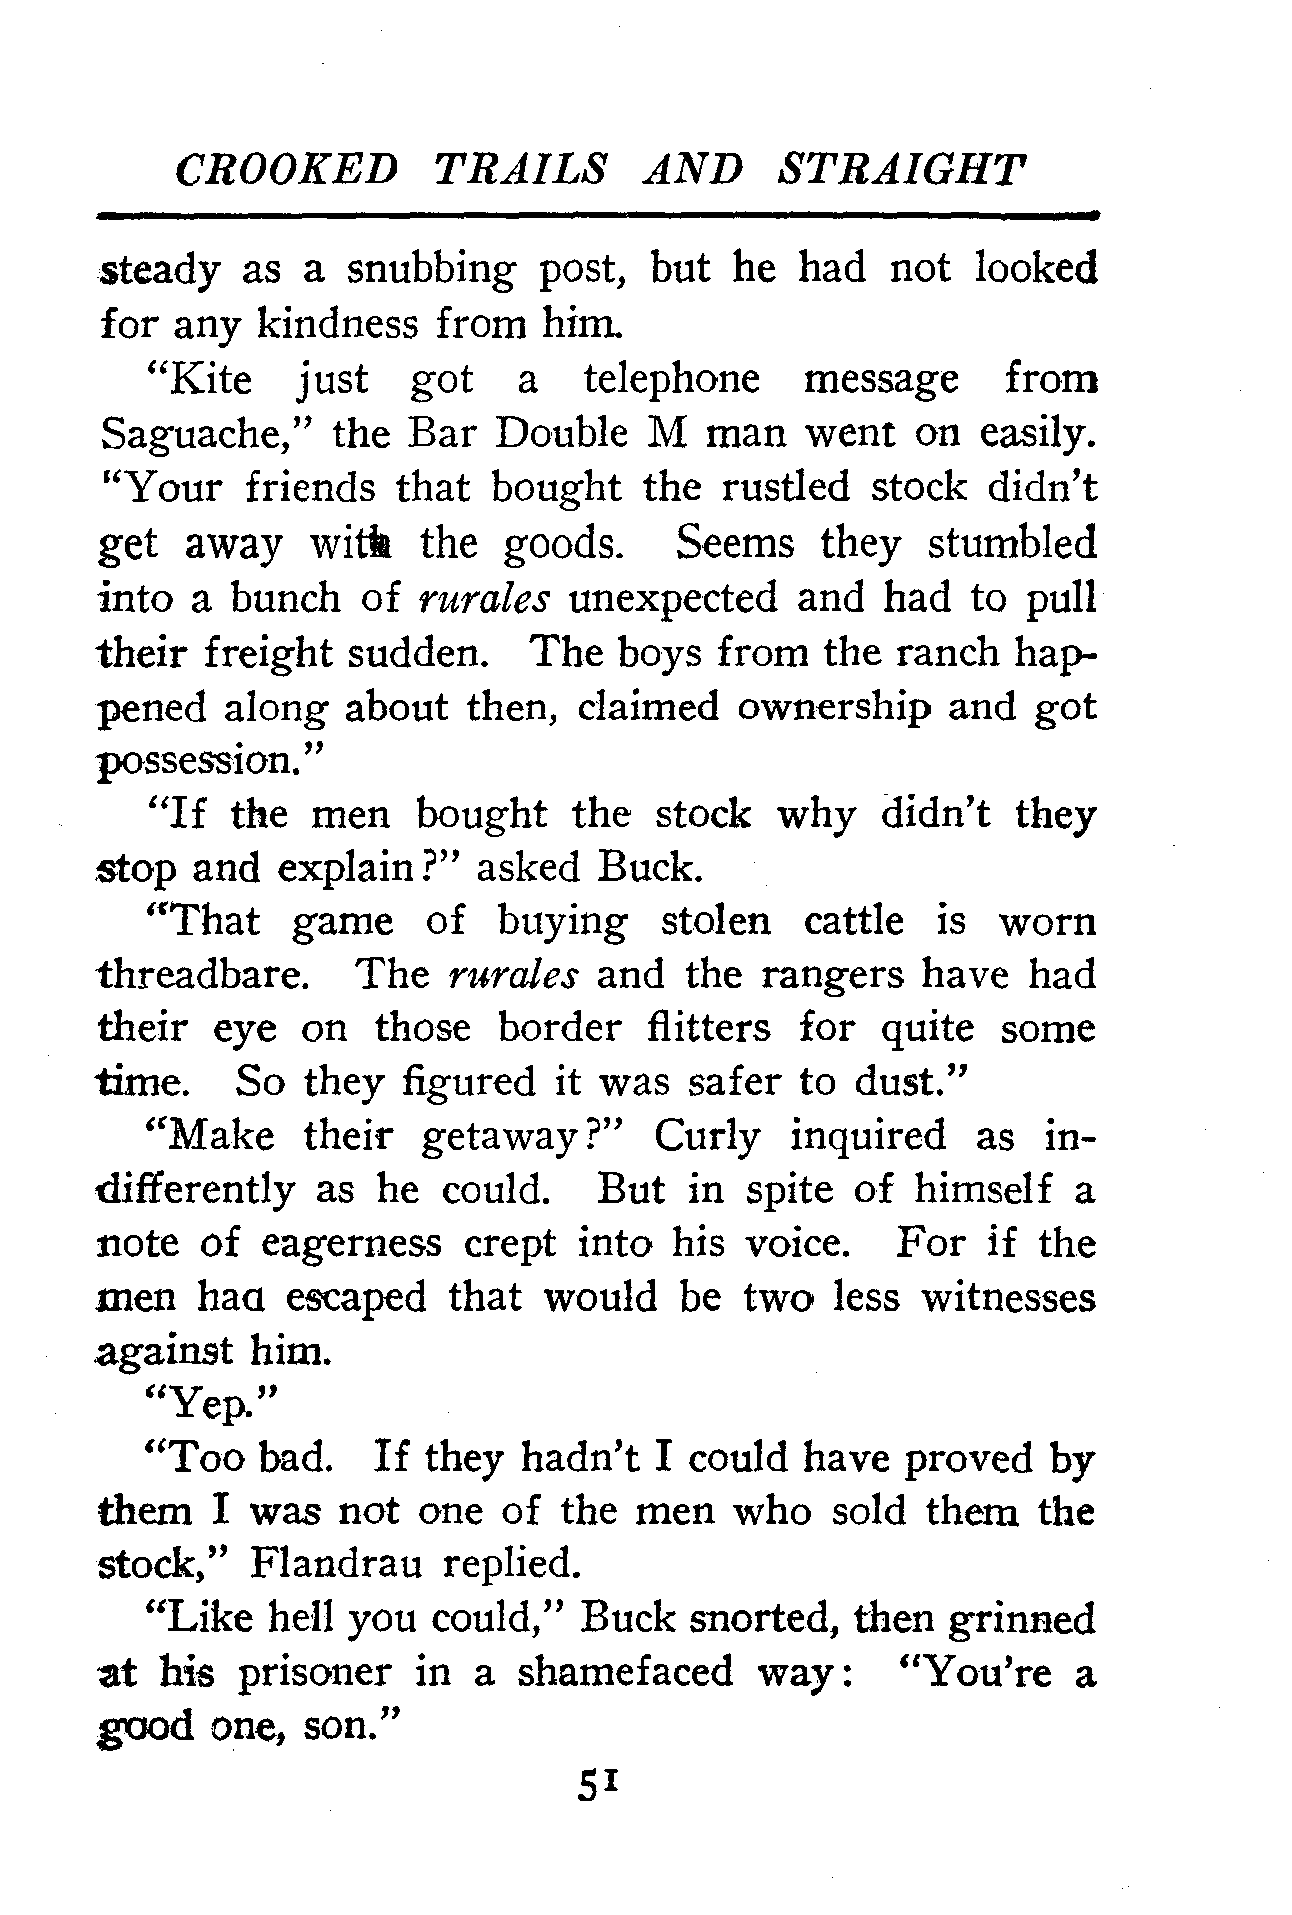 CROOKED TRAILS AND STRAIGHT
steady as a snubbing post, but he had not looked
for any kindness from him.
"Kite just got a telephone message from
Saguache," the Bar Double M man went on easily.
"Your friends that bought the rustled stock didn't
get away with the goods. Seems they stumbled
into a bunch of rurales unexpected and had to pull
their freight sudden. The boys from the ranch hap-
pened along about then, claimed ownership and got
possession."
"If the men bought the stock why didn't they
stop and explain?" asked Buck.
"That game of buying stolen cattle is worn
threadbare. The rurales and the rangers have had
their eye on those border flitters for quite some
time. So they figured it was safer to dust."
"Make their getaway?" Curly inquired as in-
differently as he could. But in spite of himself a
note of eagerness crept into his voice. For if the
men had escaped that would be two less witnesses
against him.
"Yep."
"Too bad. If they hadn't I could have proved by
them I was not one of the men who sold them the
stock," Flandrau replied.
"Like hell you could," Buck snorted, then grinned
at his prisoner in a shamefaced way: "You're a
good one, son."
51